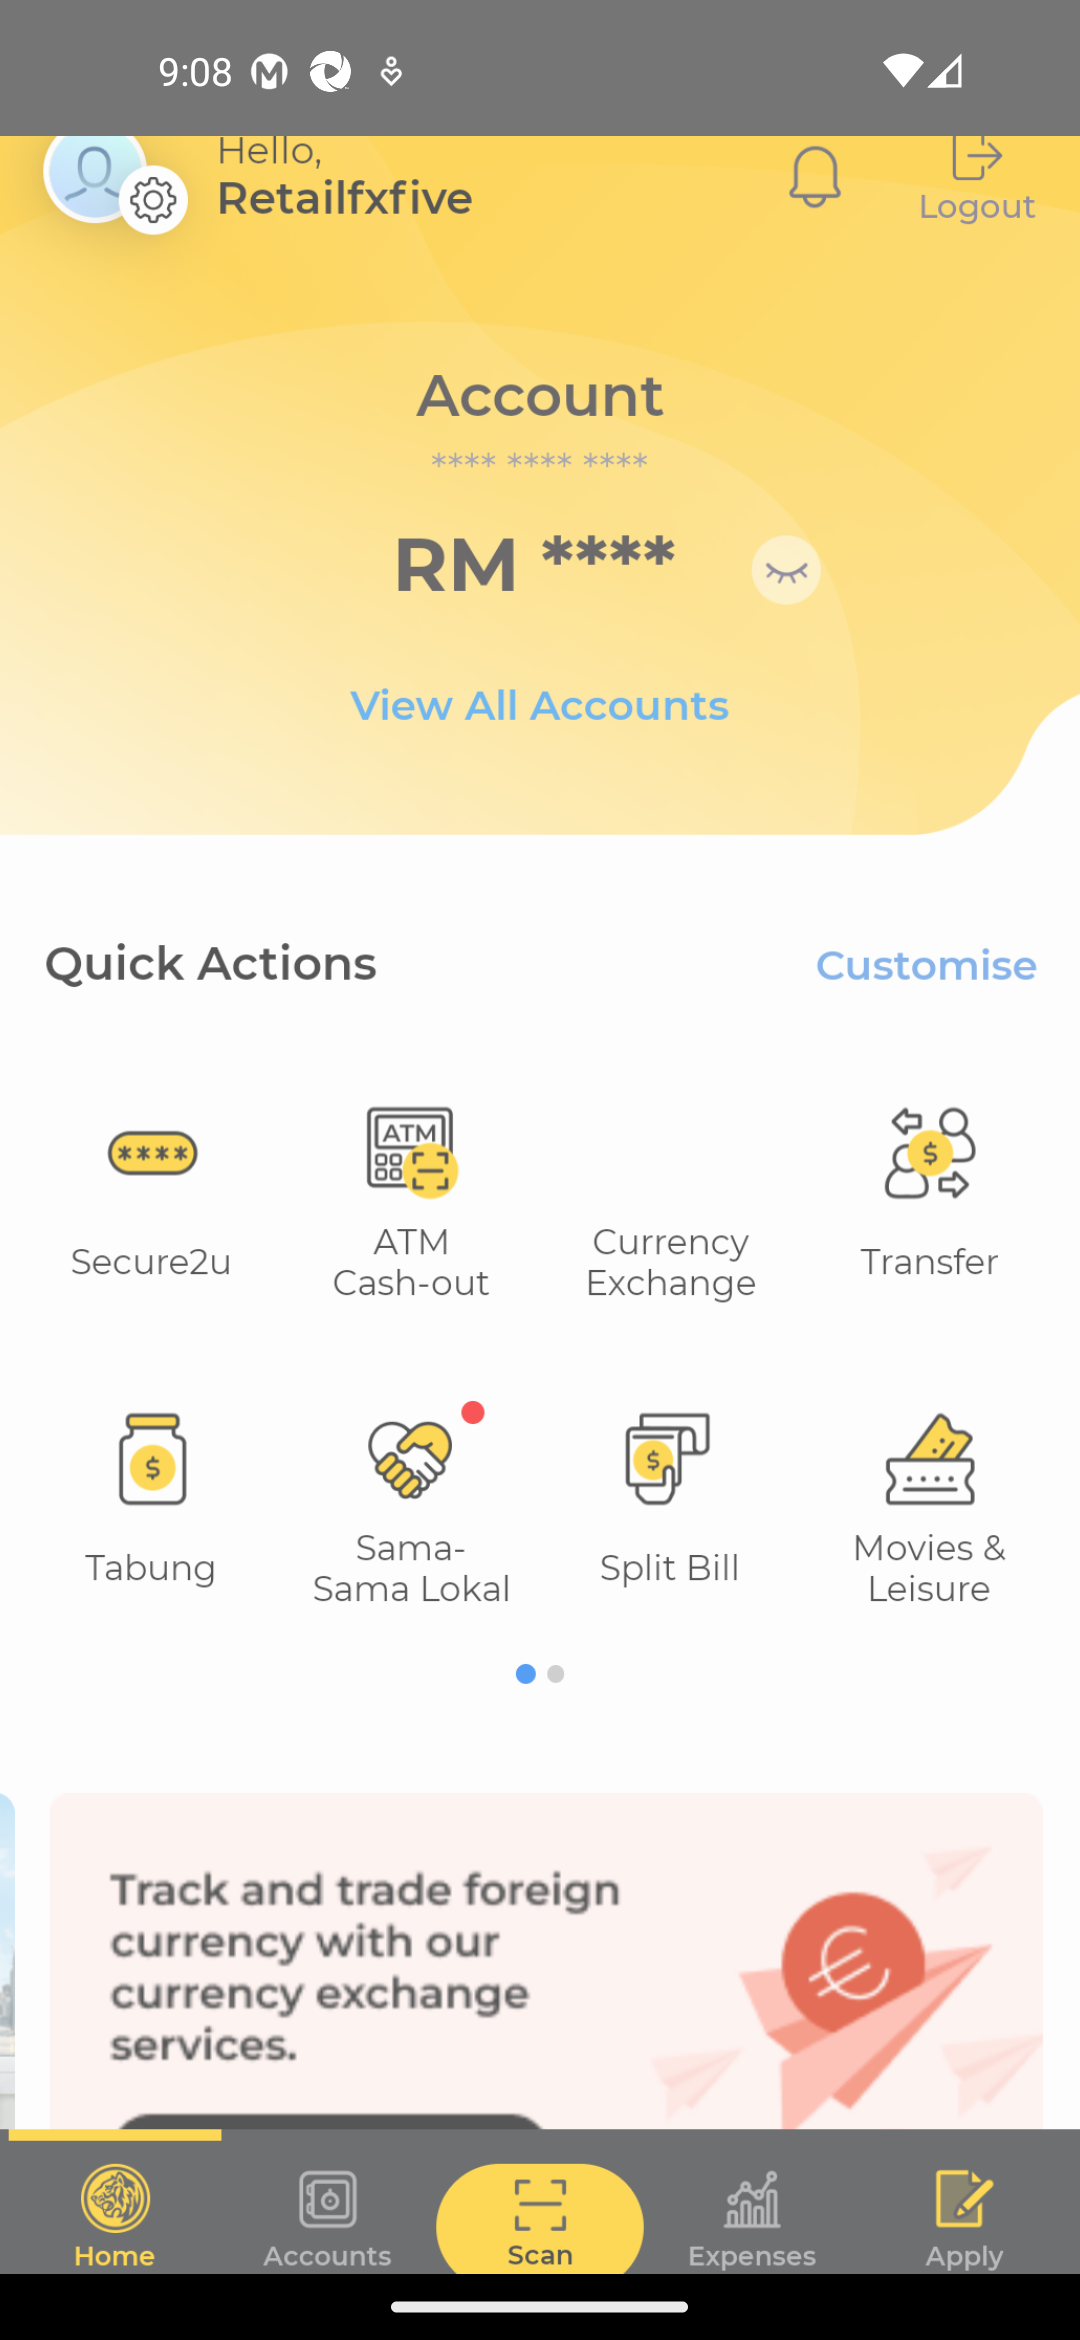 9:08
Hello,
Retailfxfive
Logout
Account
**** **** ****
RM ****
View All Accounts
Quick Actions
Customise
****
Secure2u
ATM
ATM
Cash-out
Currency
Exchange
$
Transfer
$
Tabung
Sama-
Sama Lokal
$
Split Bill
Movies &
Leisure
Track and trade foreign
currency with our
currency exchange
services.
€
Home
Accounts
Scan
Expenses
Apply